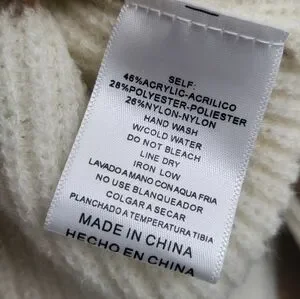 SELF:
46%ACRYLIC-ACRILICO
28%POLYESTER-POLIESTER
26%NYLON-NYLON
HAND WASH
W/COLD WATER
DO NOT BLEACH
LINE DRY
IRON LOW
LAVADO A MANO CON AQUA FRIA
NO USE BLANQUEADOR
COLGAR A SECAR
PLANCHADO A TEMPERATURA TIBIA
MADE IN CHINA
HECHO EN CHINA